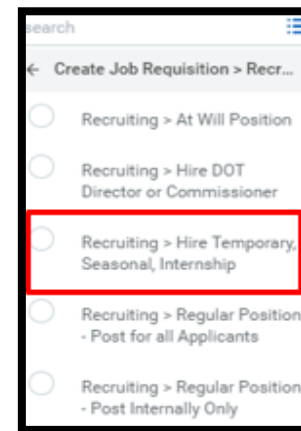 search
← Create Job Requisition > Recr...
Recruiting > At Will Position
Recruiting > Hire DOT
Director or Commissioner
Recruiting > Hire Temporary,
Seasonal, Internship
Recruiting > Regular Position
- Post for all Applicants
Recruiting > Regular Position
- Post Internally Only